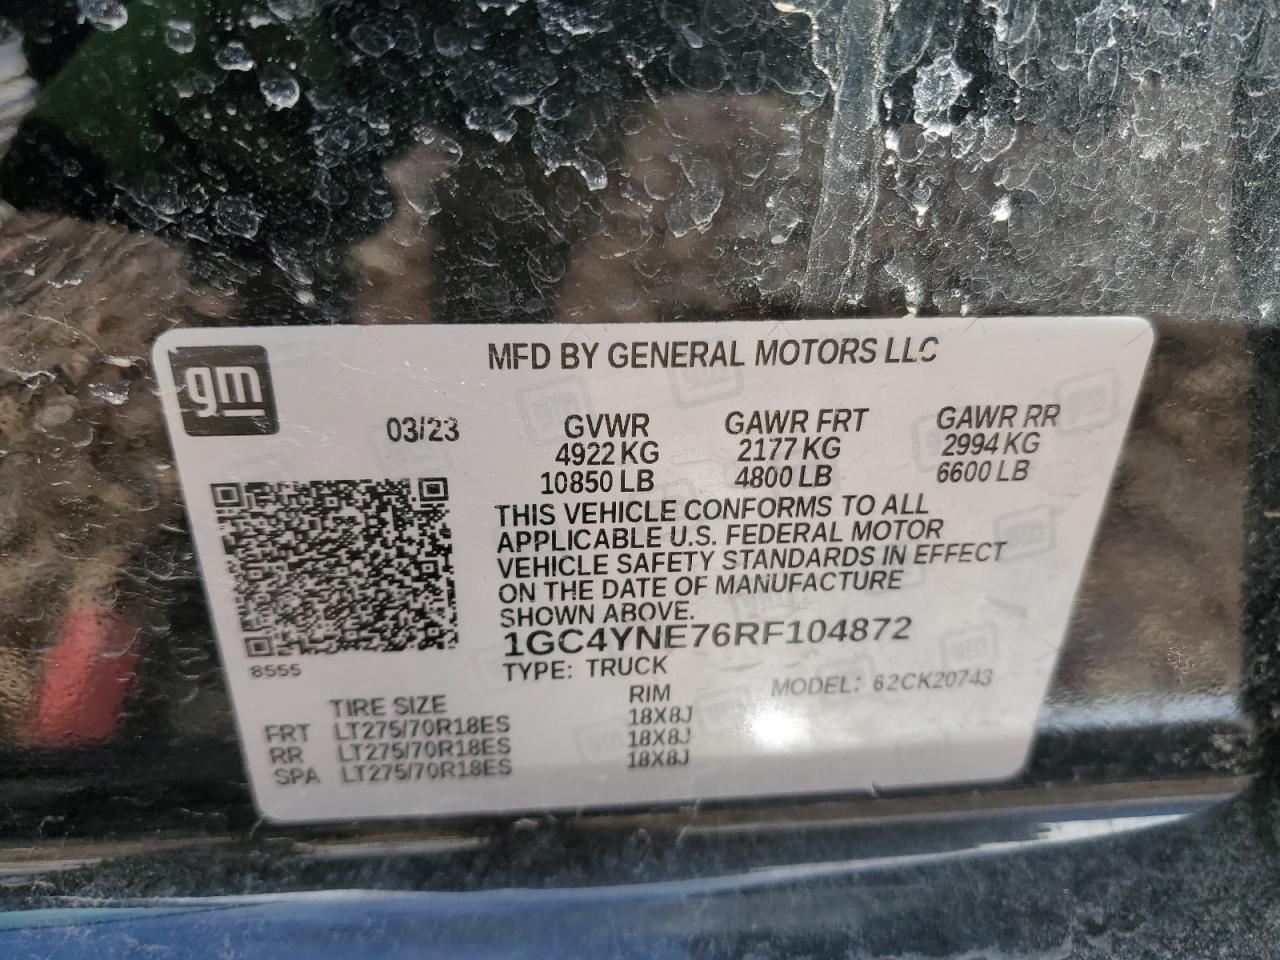 gm
MFD BY GENERAL MOTORS LLC
03/23 GVWR GAWR FRT GAWR RR
4922 KG 2177 KG 2994 KG
10850 LB 4800 LB 6600 LB
THIS VEHICLE CONFORMS TO ALL
APPLICABLE U.S. FEDERAL MOTOR
VEHICLE SAFETY STANDARDS IN EFFECT
ON THE DATE OF MANUFACTURE
SHOWN ABOVE.
1GC4YNE76RF104872
8555
TYPE: TRUCK
MODEL: 62CK20743
TIRE SIZE RIM
FRT LT275/70R18ES 18X8J
RR LT275/70R18ES 18X8J
SPA LT275/70R18ES 18X8J